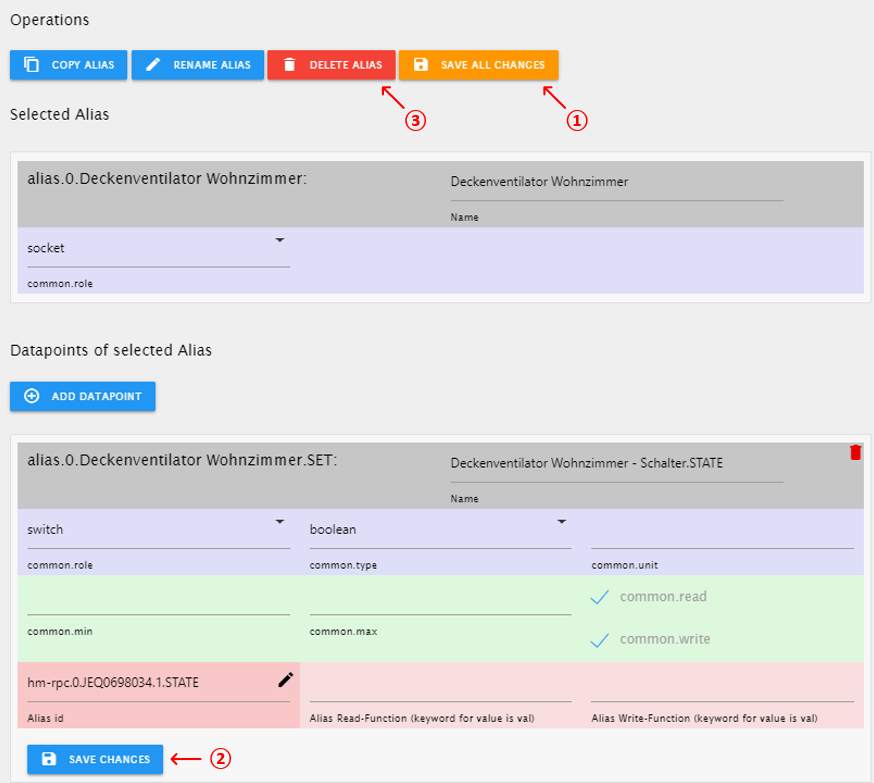 Operations
COPY ALIAS RENAME ALIAS DELETE ALIAS SAVE ALL CHANGES
③ ①
Selected Alias
alias.0.Deckenventilator Wohnzimmer: Deckenventilator Wohnzimmer
Name
socket
common.role
Datapoints of selected Alias
ADD DATAPOINT
alias.0.Deckenventilator Wohnzimmer.SET: Deckenventilator Wohnzimmer - Schalter.STATE
Name
switch boolean
common.role common.type common.unit
common.read
common.min common.max
common.write
hm-rpc.0.JEQ0698034.1.STATE
Alias id Alias Read-Function (keyword for value is val) Alias Write-Function (keyword for value is val)
SAVE CHANGES ②